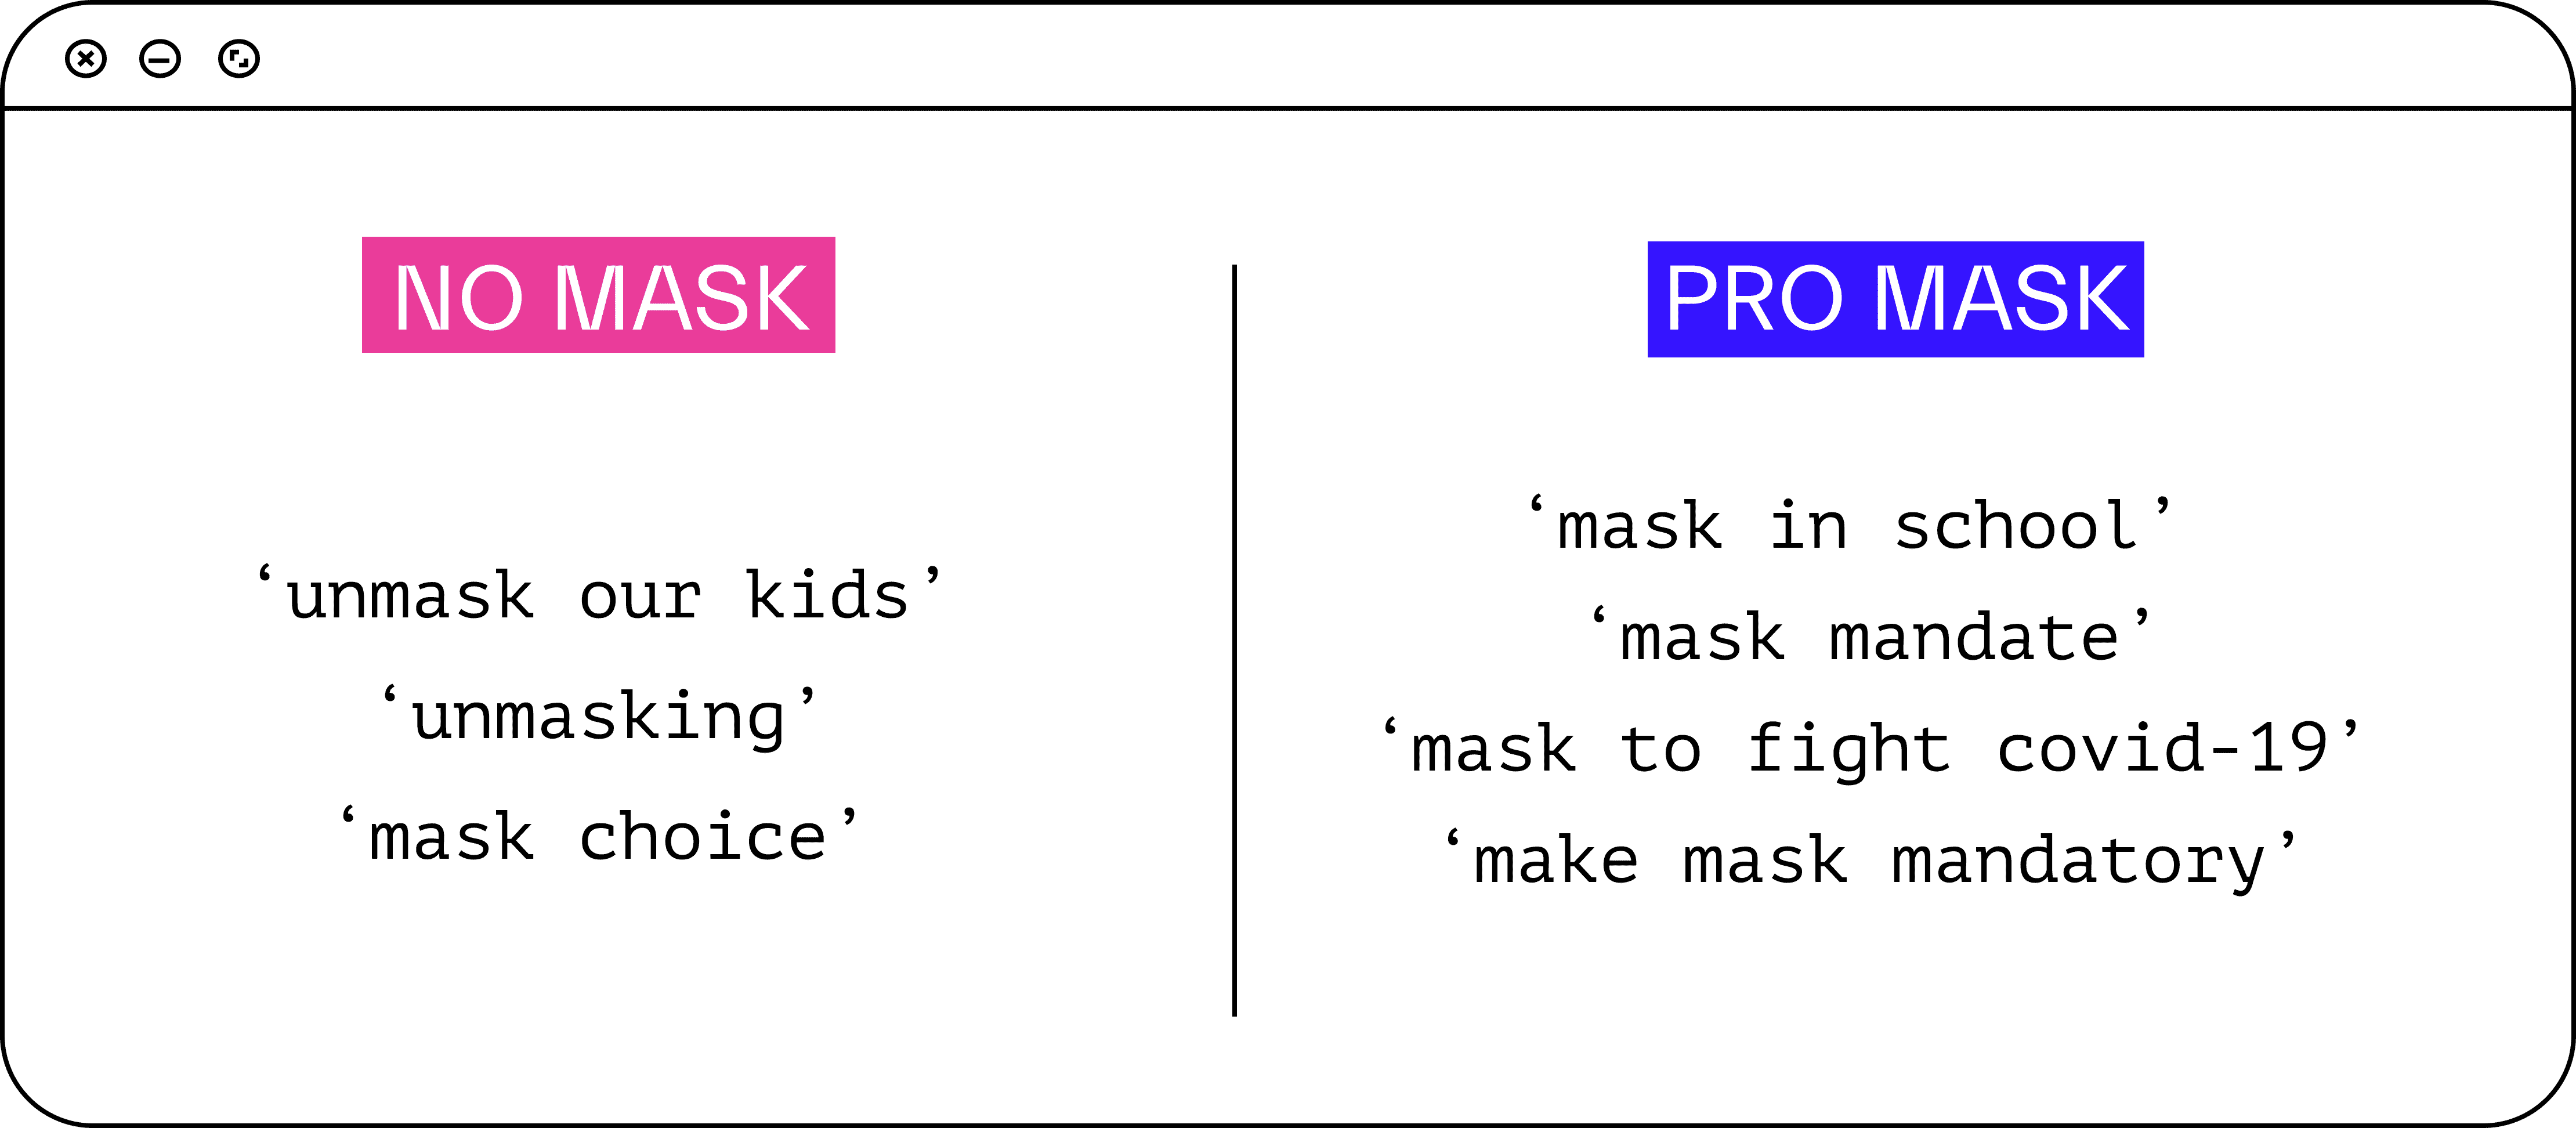 NO MASK
‘unmask our kids’
‘unmasking’
‘mask choice’
PRO MASK
‘mask in school’
‘mask mandate’
‘mask to fight covid-19’
‘make mask mandatory’